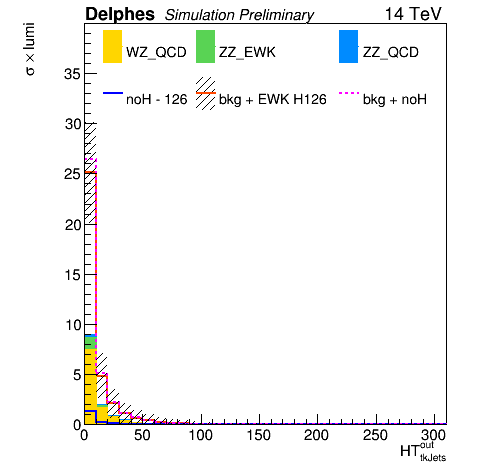 Delphes Simulation Preliminary 14 TeV
σ × lumi
WZ_QCD ZZ_EWK ZZ_QCD
noH - 126 bkg + EWK H126 bkg + noH
35
30
25
20
15
10
5
0
0 50 100 150 200 250 300
HT^out_tkJets